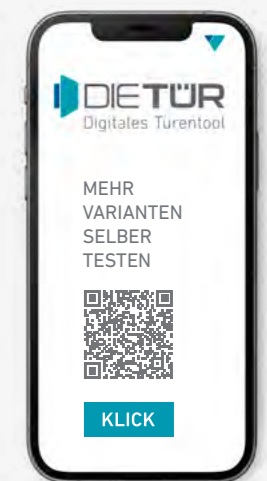 DIETÜR
Digitales Türentool
MEHR
VARIANTEN
SELBER
TESTEN
KLICK